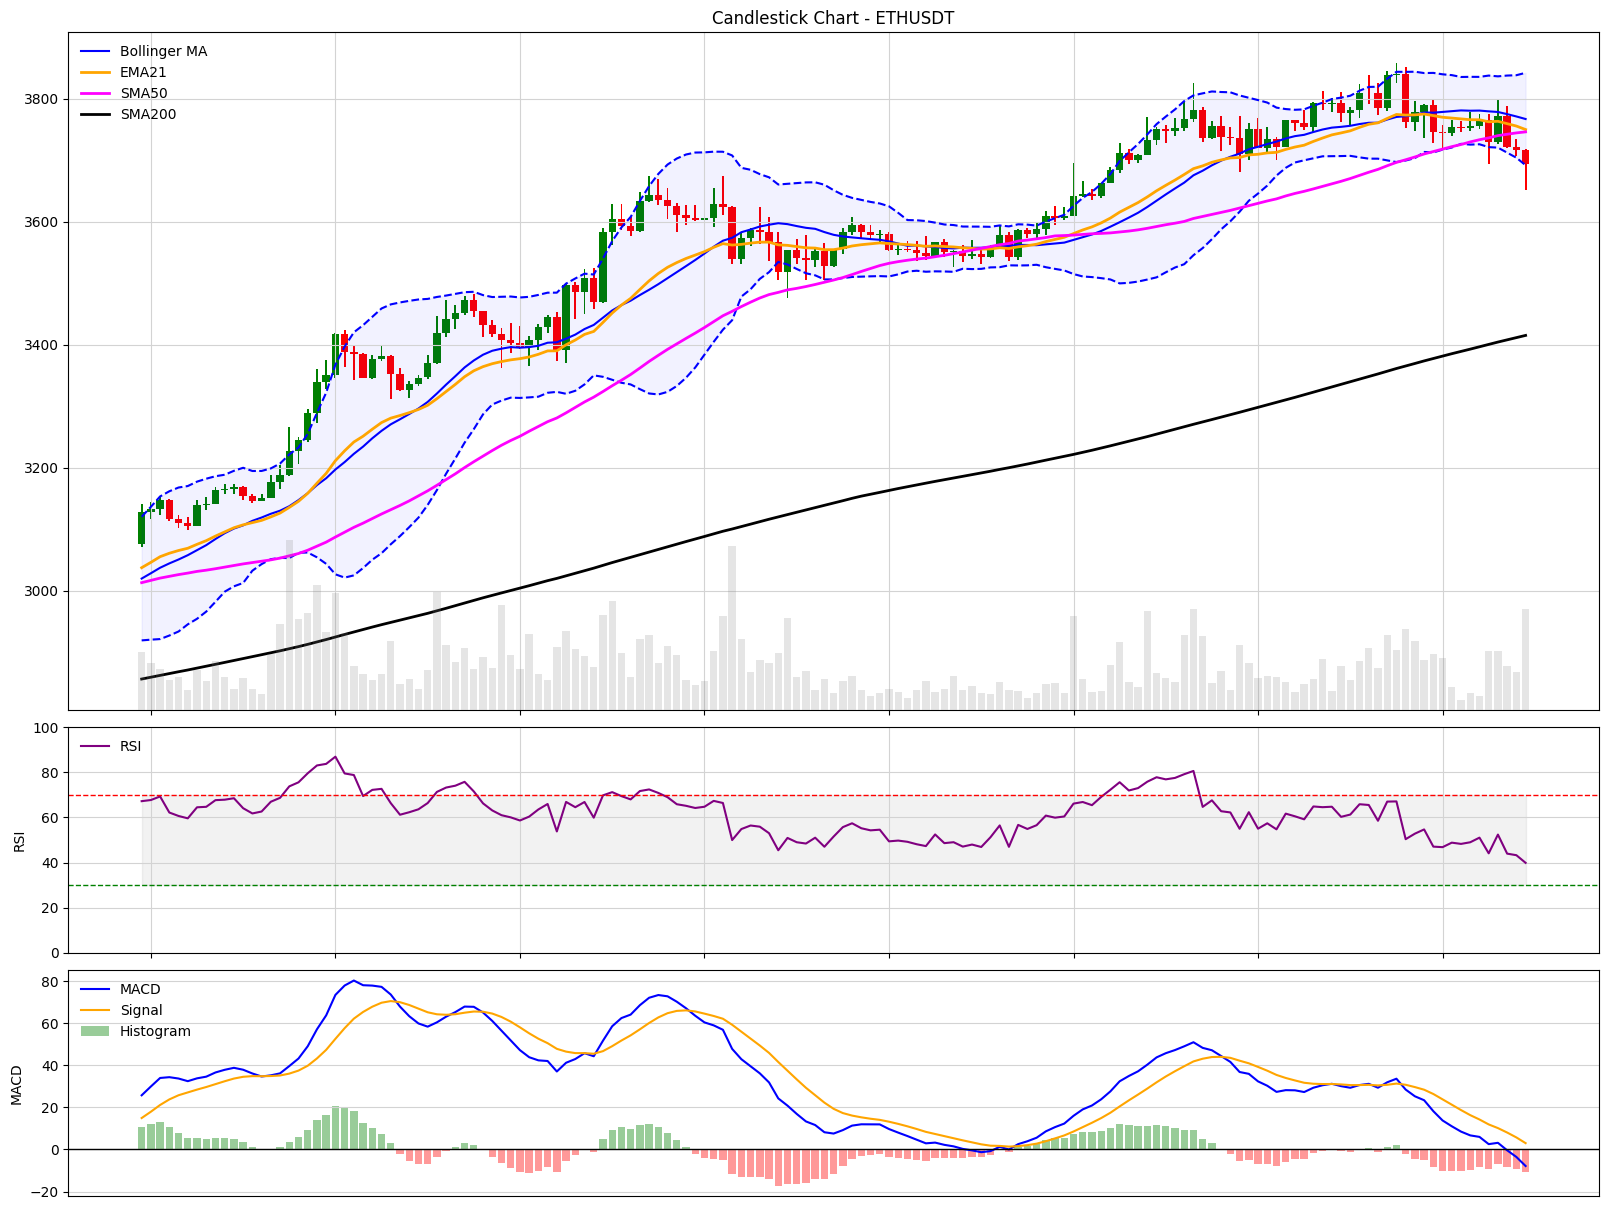 Candlestick Chart - ETHUSDT
Bollinger MA
EMA21
SMA50
SMA200
3800
3600
3400
3200
3000
RSI
100
80
60
40
20
0
RSI
MACD
Signal
Histogram
80
60
40
20
0
−20
MACD